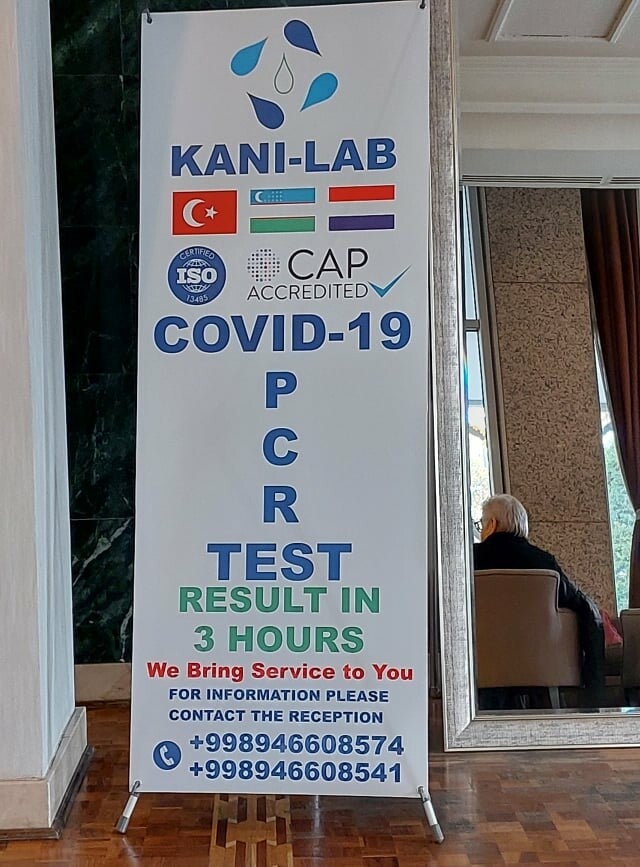 KANI-LAB
CERTIFIED
ISO
13485
CAP
ACCREDITED
COVID-19
P
C
R
TEST
RESULT IN
3 HOURS
We Bring Service to You
FOR INFORMATION PLEASE
CONTACT THE RECEPTION
+998946608574
+998946608541